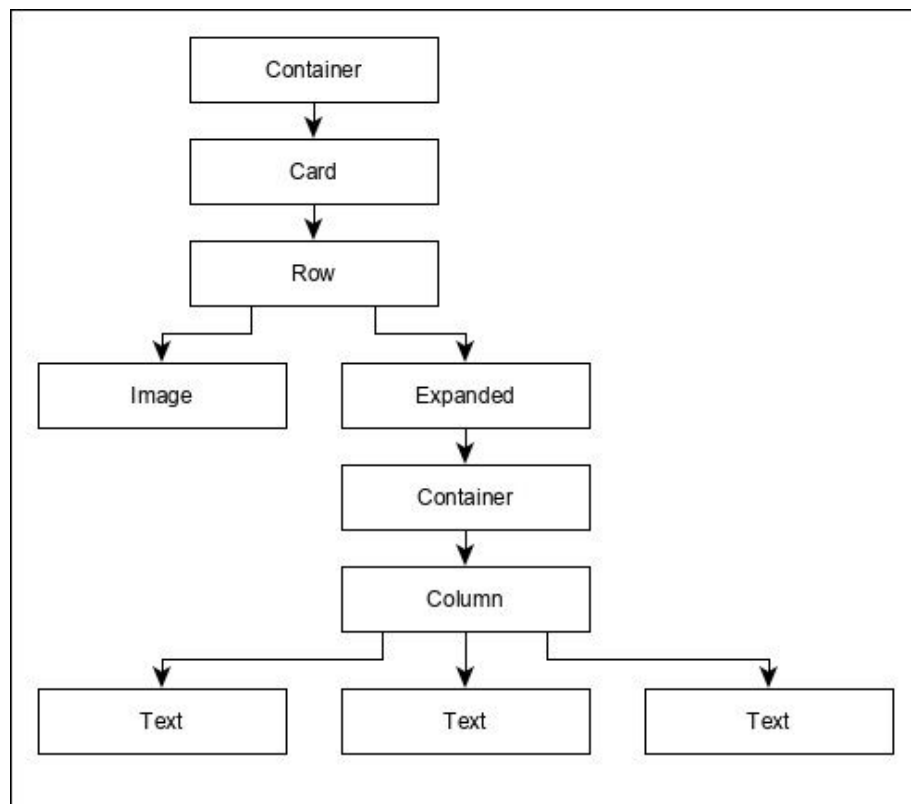 Container
Card
Row
Image
Expanded
Container
Column
Text
Text
Text